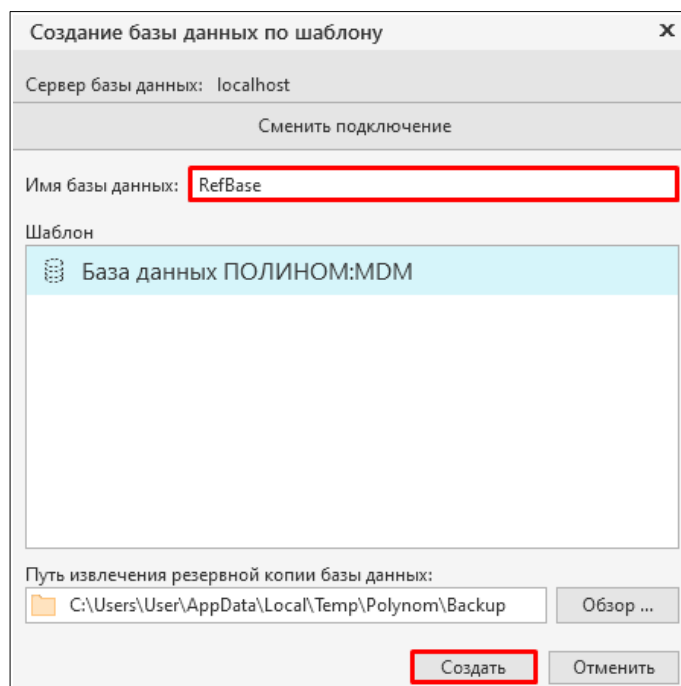 Создание базы данных по шаблону x
Сервер базы данных: localhost
Сменить подключение
Имя базы данных: RefBase
Шаблон
База данных ПОЛИНОМ:MDM
Путь извлечения резервной копии базы данных:
C:\Users\User\AppData\Local\Temp\Polynom\Backup Обзор ...
Создать Отменить